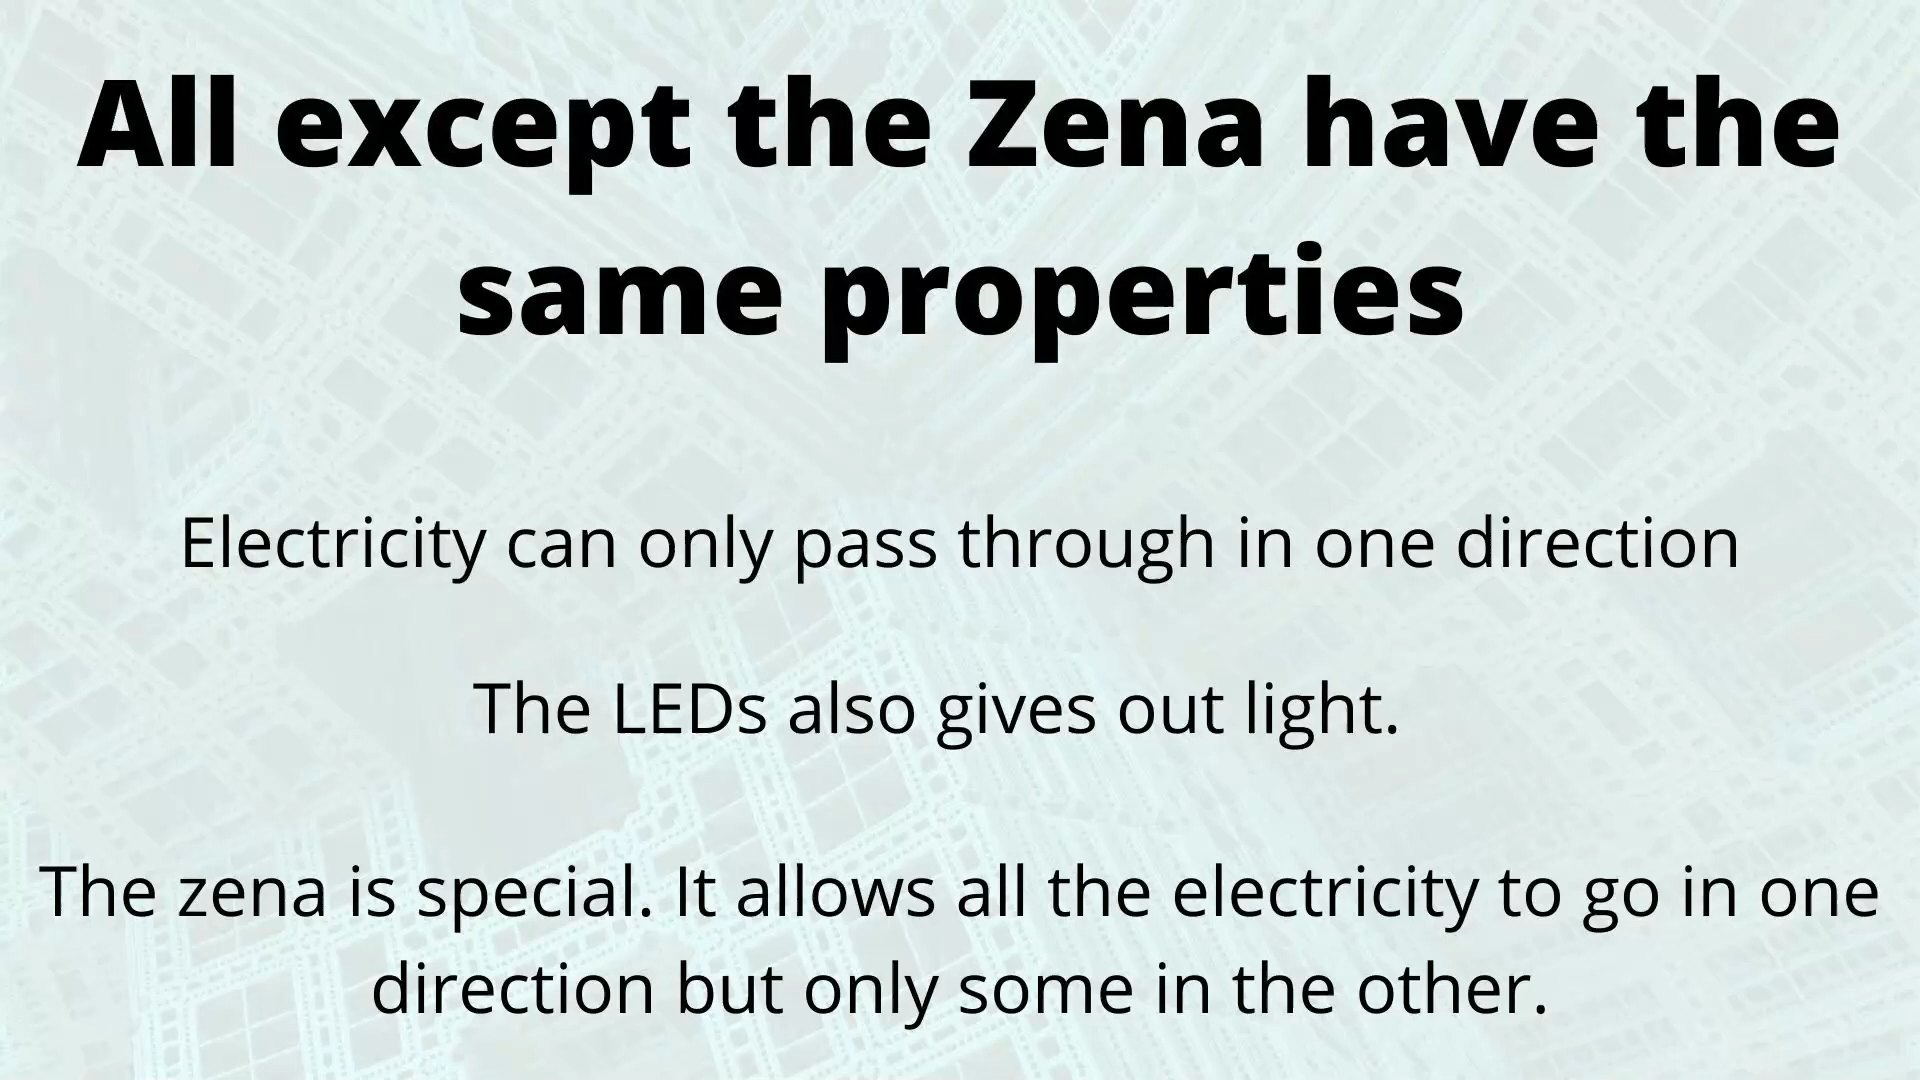 All except the Zena have the
same properties
Electricity can only pass through in one direction
The LEDs also gives out light.
The zena is special. It allows all the electricity to go in one
direction but only some in the other.